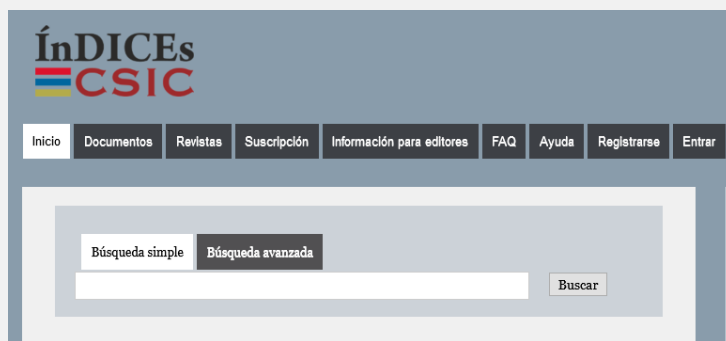 ÍnDICEs
CSIC
Inicio Documentos Revistas Suscripción Información para editores FAQ Ayuda Registrarse Entrar
Búsqueda simple Búsqueda avanzada
Buscar